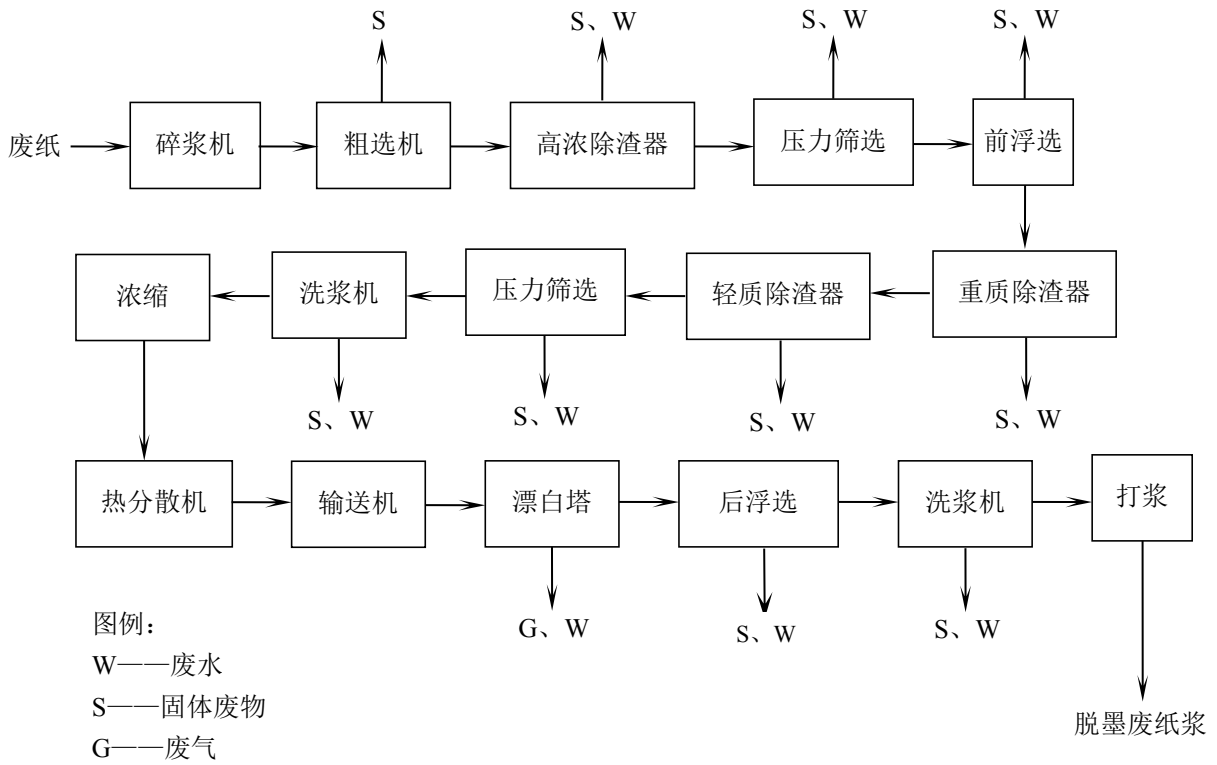 S
S、W
S、W
S、W
废纸
碎浆机
粗选机
高浓除渣器
压力筛选
前浮选
浓缩
洗浆机
压力筛选
轻质除渣器
重质除渣器
S、W
S、W
S、W
S、W
热分散机
输送机
漂白塔
后浮选
洗浆机
打浆
G、W
S、W
S、W
图例：
W——废水
S——固体废物
G——废气
脱墨废纸浆